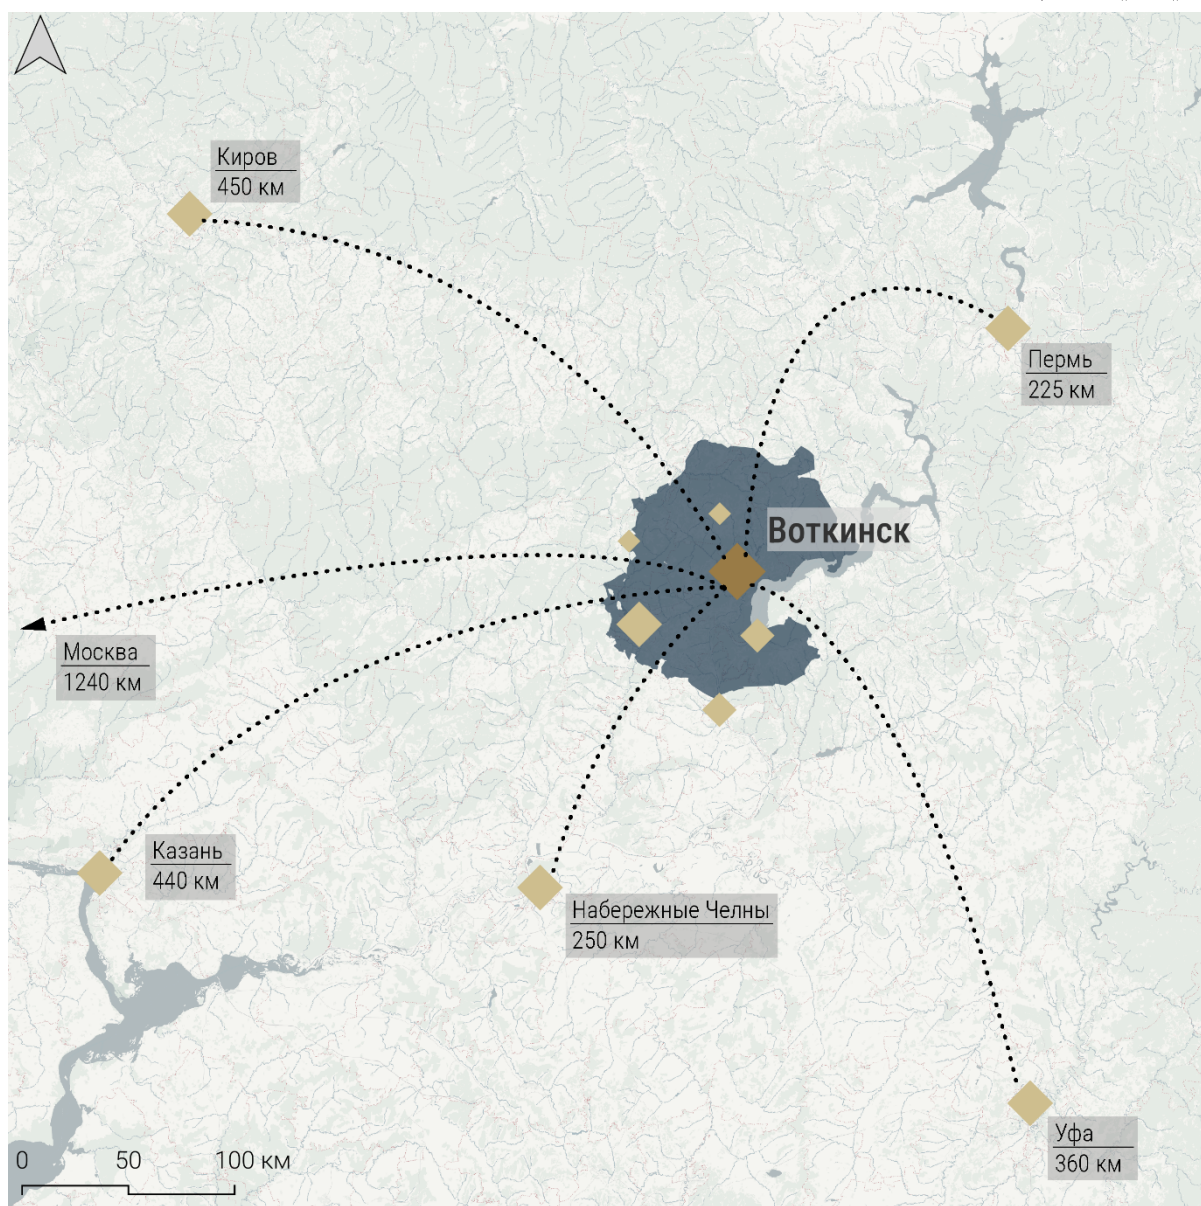 Киров
450 км
Пермь
225 км
Воткинск
Москва
1240 км
Казань
440 км
Набережные Челны
250 км
Уфа
360 км
0 50 100 км